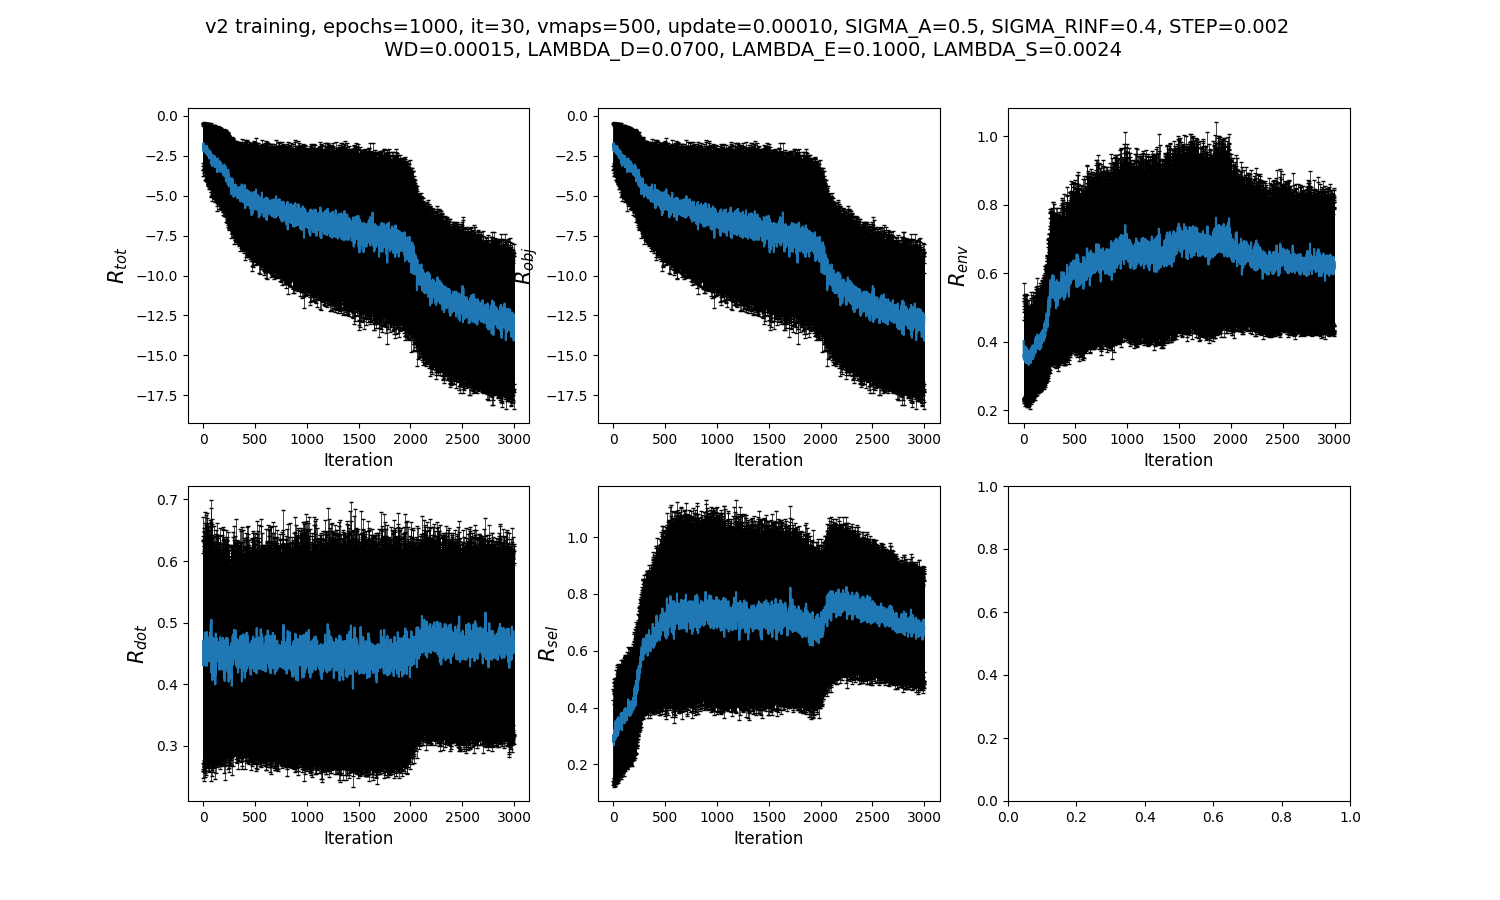 v2 training, epochs=1000, it=30, vmaps=500, update=0.00010, SIGMA_A=0.5, SIGMA_RINF=0.4, STEP=0.002
WD=0.00015, LAMBDA_D=0.0700, LAMBDA_E=0.1000, LAMBDA_S=0.0024
R_tot
0.0
−2.5
−5.0
−7.5
−10.0
−12.5
−15.0
−17.5
0 500 1000 1500 2000 2500 3000
Iteration
R_obj
0.0
−2.5
−5.0
−7.5
−10.0
−12.5
−15.0
−17.5
0 500 1000 1500 2000 2500 3000
Iteration
R_env
1.0
0.8
0.6
0.4
0.2
0 500 1000 1500 2000 2500 3000
Iteration
R_dot
0.7
0.6
0.5
0.4
0.3
0 500 1000 1500 2000 2500 3000
Iteration
R_sel
1.0
0.8
0.6
0.4
0.2
0 500 1000 1500 2000 2500 3000
Iteration
1.0
0.8
0.6
0.4
0.2
0.0
0.0 0.2 0.4 0.6 0.8 1.0